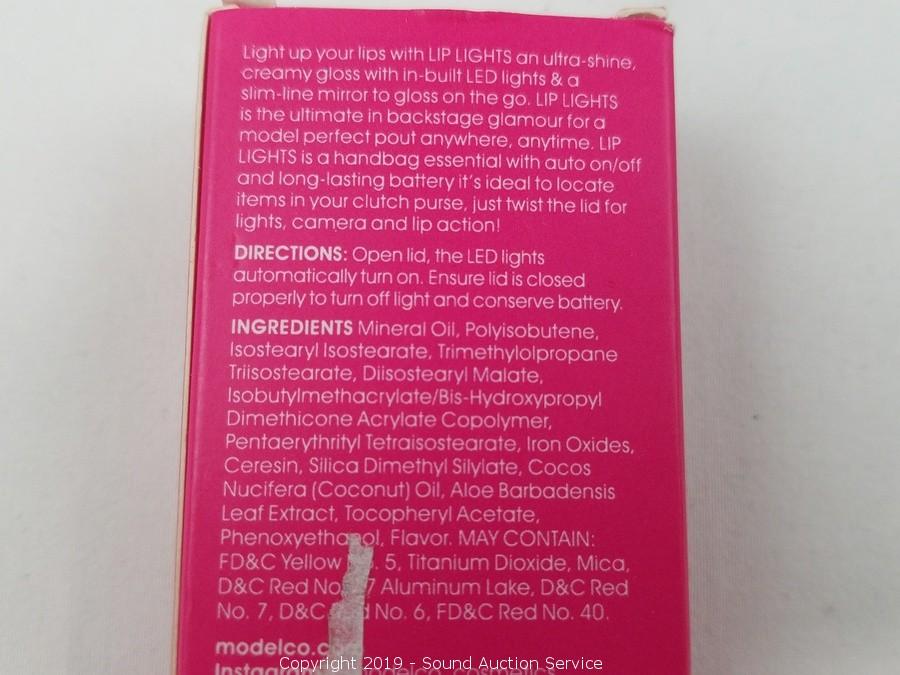 Light up your lips with LIP LIGHTS an ultra-shine,
creamy gloss with in-built LED lights & a
slim-line mirror to gloss on the go. LIP LIGHTS
is the ultimate in backstage glamour for a
model perfect pout anywhere, anytime. LIP
LIGHTS is a handbag essential with auto on/off
and long-lasting battery it's ideal to locate
items in your clutch purse, just twist the lid for
lights, camera and lip action!
DIRECTIONS: Open lid, the LED lights
automatically turn on. Ensure lid is closed
properly to turn off light and conserve battery.
INGREDIENTS Mineral Oil, Polyisobutene,
Isostearyl Isostearate, Trimethylolpropane
Triisostearate, Diisostearyl Malate,
Isobutylmethacrylate/Bis-Hydroxypropyl
Dimethicone Acrylate Copolymer,
Pentaerythrityl Tetraisostearate, Iron Oxides,
Ceresin, Silica Dimethyl Silylate, Cocos
Nucifera (Coconut) Oil, Aloe Barbadensis
Leaf Extract, Tocopheryl Acetate,
Phenoxyethanol, Flavor. MAY CONTAIN:
FD&C Yellow 5, Titanium Dioxide, Mica,
D&C Red Aluminum Lake, D&C Red
No. 7, D&C No. 6, FD&C Red No. 40.
modelco.
Copyright 2019 - Sound Auction Service